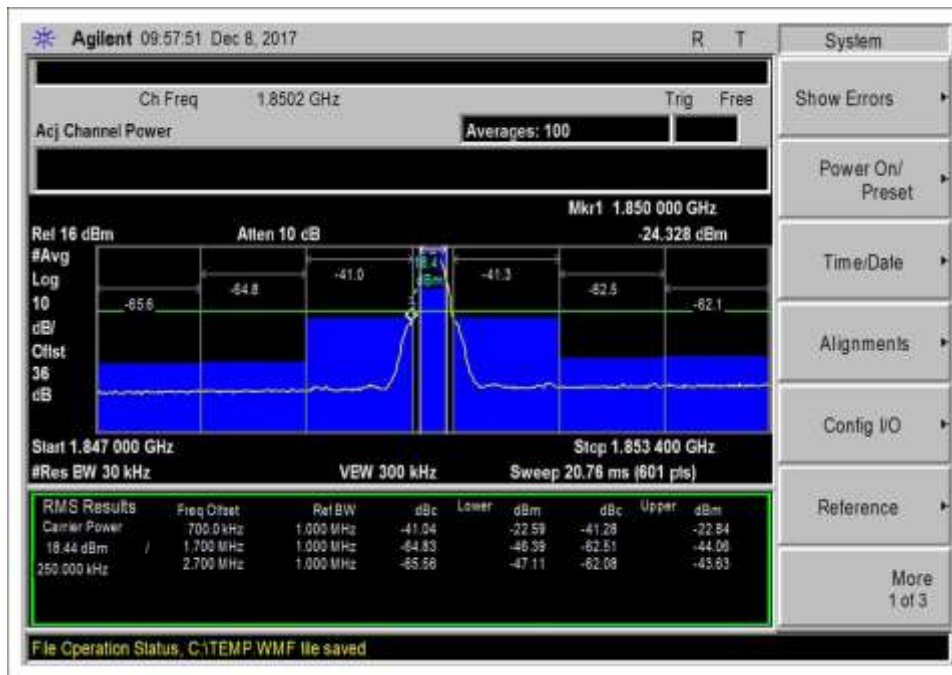 Agilent 09:57:51 Dec 8, 2017 R T
Ch Freq 1.8502 GHz Trig Free
Acj Channel Power Averages: 100
Mkr1 1.850 000 GHz
Ref 16 dBm Atten 10 dB -24.328 dBm
#Avg
Log
10
dB/
Offst
36
dB
-65.6 -64.8 -41.0 18.4 dBm -41.3 -62.5 -62.1
1
Start 1.847 000 GHz Stop 1.853 400 GHz
#Res BW 30 kHz VBW 300 kHz Sweep 20.76 ms (601 pts)
RMS Results Freq Offset Ref BW dBc Lower dBm dBc Upper dBm
Carrier Power 700.0 kHz 1.000 MHz -41.04 -22.59 -41.28 -22.84
18.44 dBm / 1.700 MHz 1.000 MHz -64.83 -46.39 -62.51 -44.06
250.000 kHz 2.700 MHz 1.000 MHz -65.56 -47.11 -62.08 -43.63
File Operation Status, C:\TEMP.WMF file saved
System
Show Errors
Power On/
Preset
Time/Date
Alignments
Config I/O
Reference
More
1 of 3